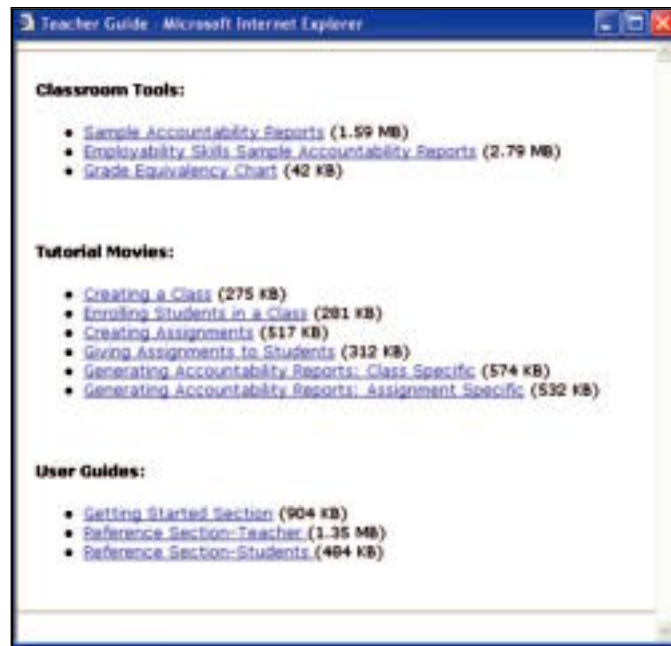 Teacher Guide - Microsoft Internet Explorer
Classroom Tools:
• Sample Accountability Reports (1.59 MB)
• Employability Skills Sample Accountability Reports (2.79 MB)
• Grade Equivalency Chart (42 KB)
Tutorial Movies:
• Creating a Class (275 KB)
• Enrolling Students in a Class (281 KB)
• Creating Assignments (517 KB)
• Giving Assignments to Students (312 KB)
• Generating Accountability Reports: Class Specific (574 KB)
• Generating Accountability Reports: Assignment Specific (532 KB)
User Guides:
• Getting Started Section (904 KB)
• Reference Section-Teacher (1.35 MB)
• Reference Section-Students (484 KB)